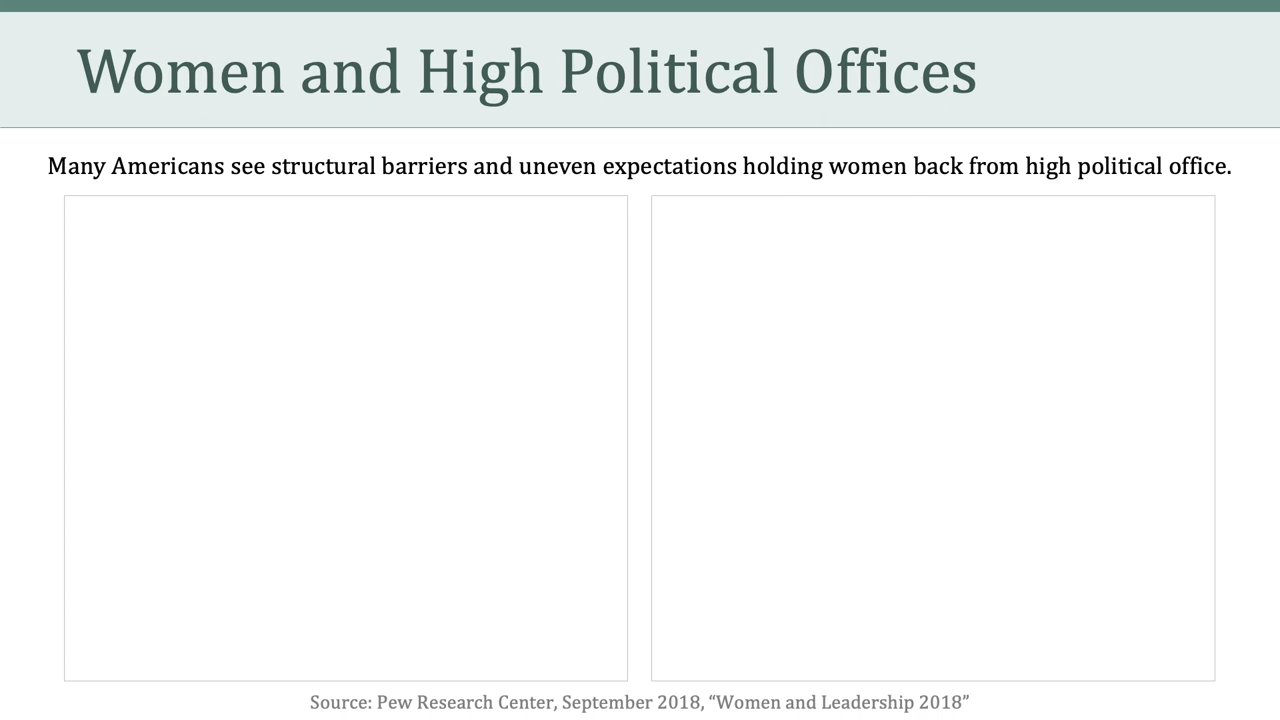 Women and High Political Offices
Many Americans see structural barriers and uneven expectations holding women back from high political office.
Source: Pew Research Center, September 2018, “Women and Leadership 2018”